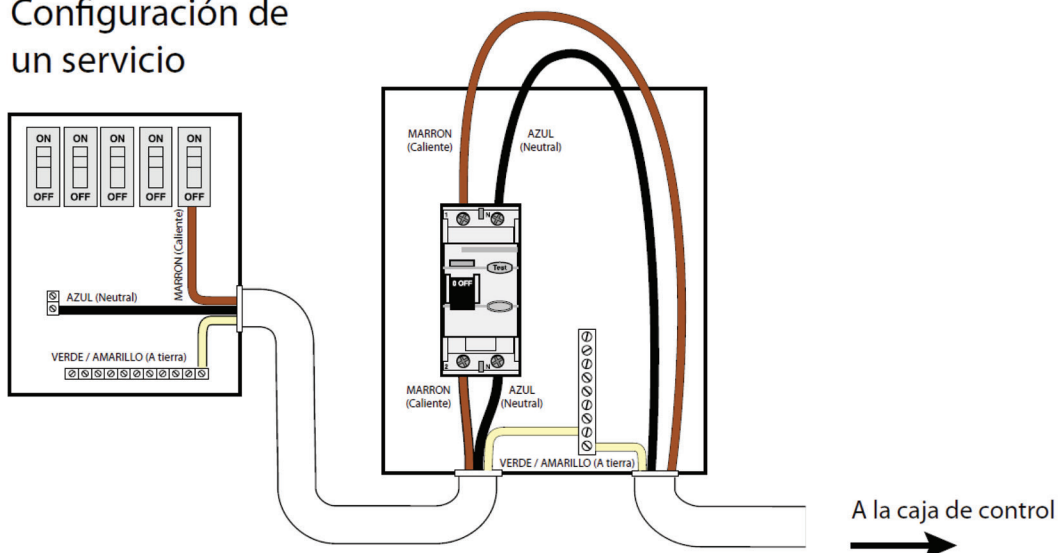 Configuración de
un servicio
ON
ON
ON
ON
ON
OFF
OFF
OFF
OFF
OFF
MARRON (Caliente)
AZUL (Neutral)
VERDE / AMARILLO (A tierra)
MARRON
(Caliente)
AZUL
(Neutral)
1
N
Test
0 OFF
2
N
MARRON
(Caliente)
AZUL
(Neutral)
VERDE / AMARILLO (A tierra)
A la caja de control